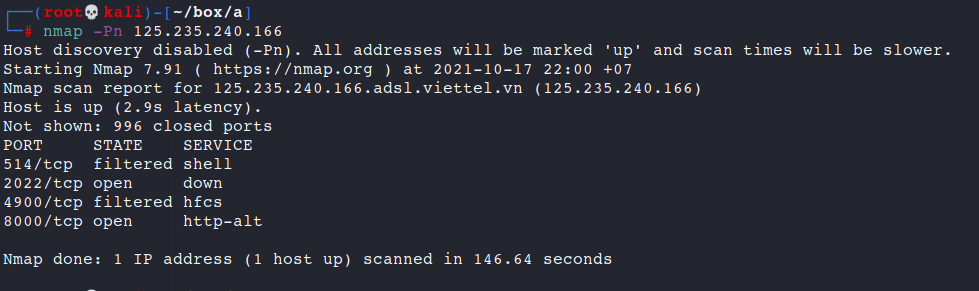 (root💀kali)-[~/box/a]
# nmap -Pn 125.235.240.166
Host discovery disabled (-Pn). All addresses will be marked 'up' and scan times will be slower.
Starting Nmap 7.91 ( https://nmap.org ) at 2021-10-17 22:00 +07
Nmap scan report for 125.235.240.166.adsl.viettel.vn (125.235.240.166)
Host is up (2.9s latency).
Not shown: 996 closed ports
PORT     STATE    SERVICE
514/tcp  filtered shell
2022/tcp open     down
4900/tcp filtered hfcs
8000/tcp open     http-alt
Nmap done: 1 IP address (1 host up) scanned in 146.64 seconds